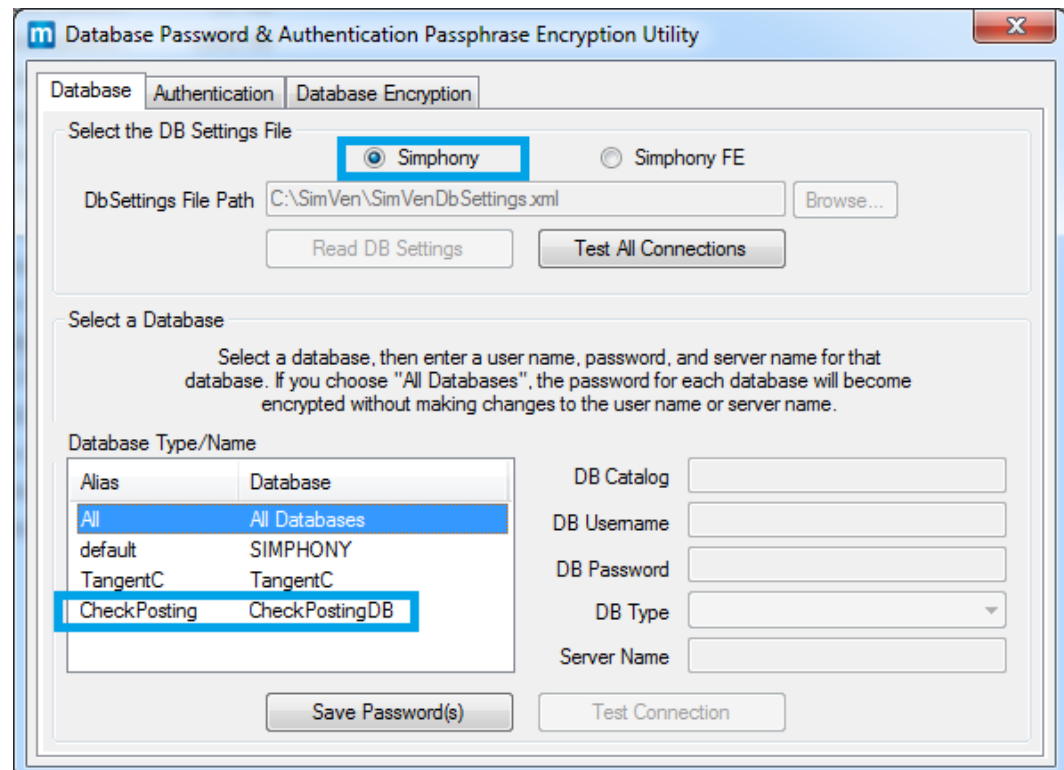 m Database Password & Authentication Passphrase Encryption Utility
Database Authentication Database Encryption
Select the DB Settings File
Simphony Simphony FE
DbSettings File Path C:\SimVen\SimVenDbSettings.xml Browse...
Read DB Settings Test All Connections
Select a Database
Select a database, then enter a user name, password, and server name for that
database. If you choose "All Databases", the password for each database will become
encrypted without making changes to the user name or server name.
Database Type/Name
Alias Database
All All Databases
default SIMPHONY
TangentC TangentC
CheckPosting CheckPostingDB
DB Catalog
DB Username
DB Password
DB Type
Server Name
Save Password(s) Test Connection